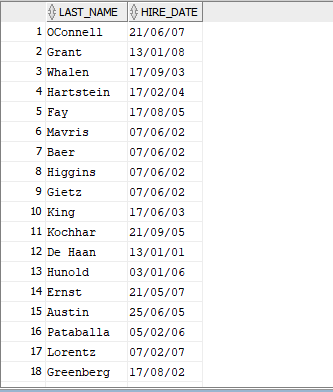 LAST_NAME HIRE_DATE
1 OConnell 21/06/07
2 Grant 13/01/08
3 Whalen 17/09/03
4 Hartstein 17/02/04
5 Fay 17/08/05
6 Mavris 07/06/02
7 Baer 07/06/02
8 Higgins 07/06/02
9 Gietz 07/06/02
10 King 17/06/03
11 Kochhar 21/09/05
12 De Haan 13/01/01
13 Hunold 03/01/06
14 Ernst 21/05/07
15 Austin 25/06/05
16 Pataballa 05/02/06
17 Lorentz 07/02/07
18 Greenberg 17/08/02